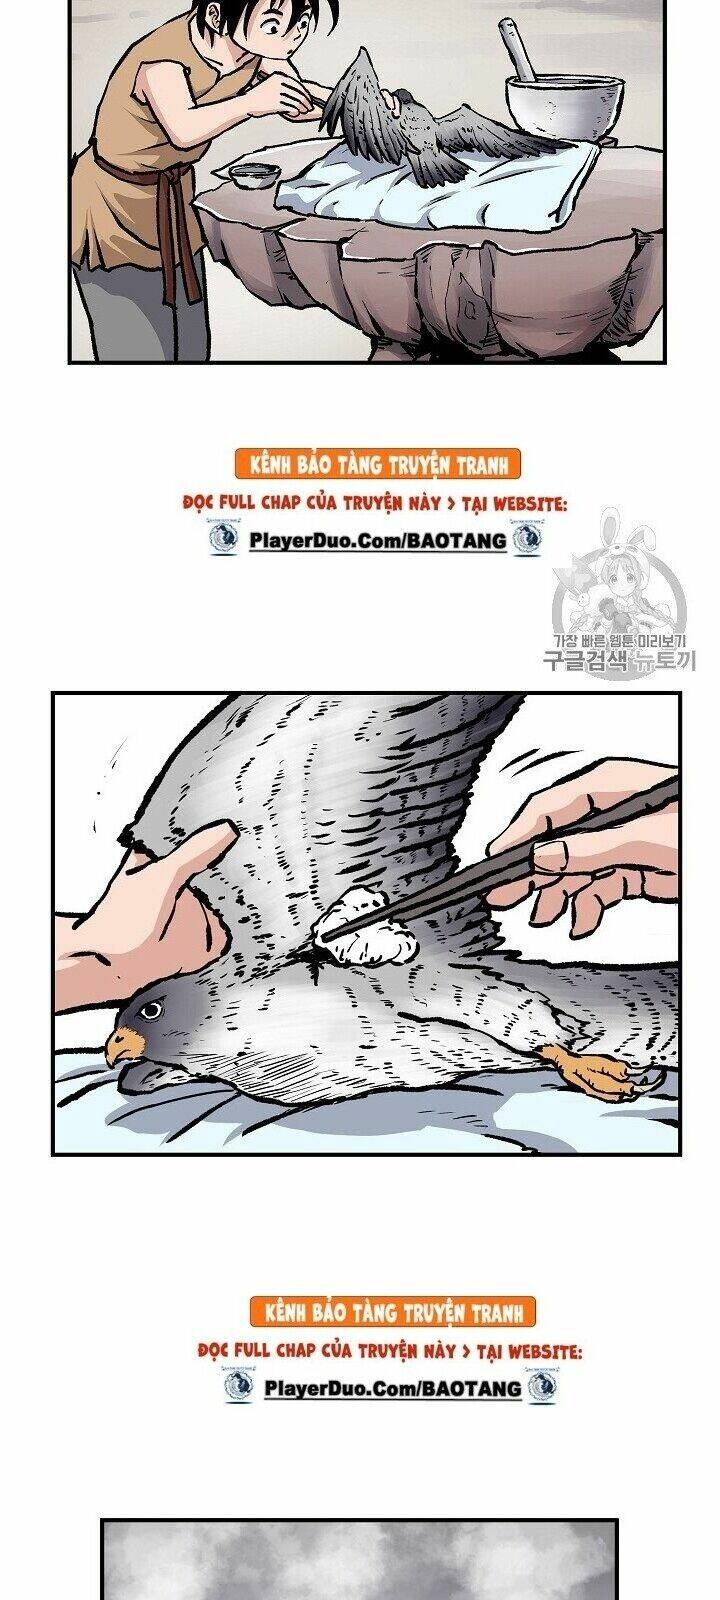 KÊNH BẢO TÀNG TRUYỆN TRANH
ĐỌC FULL CHAP CỦA TRUYỆN NÀY > TẠI WEBSITE:
PlayerDuo.Com/BAOTANG
가장 빠른 웹툰 미리보기
구글검색 뉴토끼
KÊNH BẢO TÀNG TRUYỆN TRANH
ĐỌC FULL CHAP CỦA TRUYỆN NÀY > TẠI WEBSITE:
PlayerDuo.Com/BAOTANG